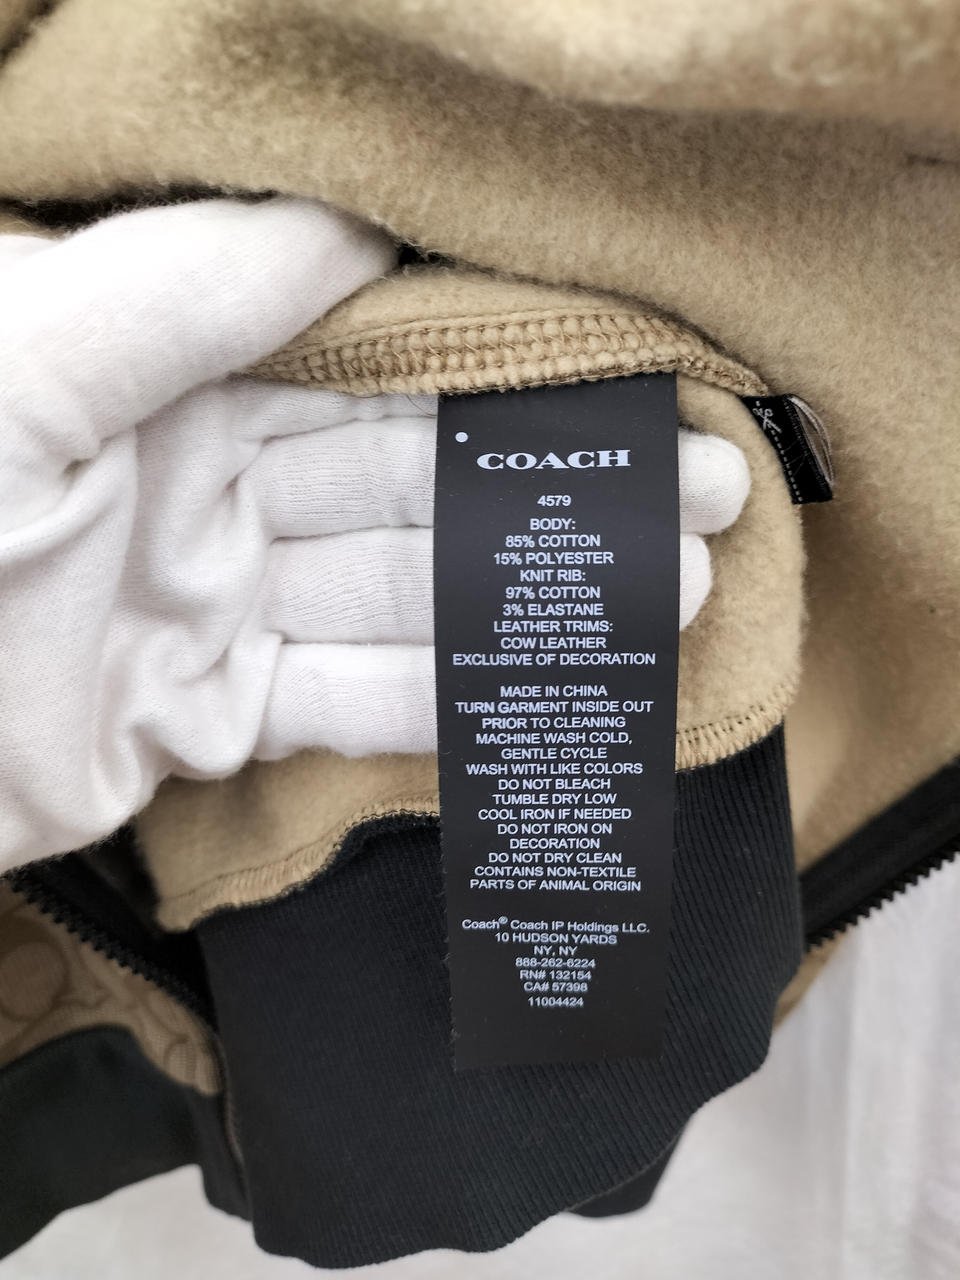 COACH
4579
BODY:
85% COTTON
15% POLYESTER
KNIT RIB:
97% COTTON
3% ELASTANE
LEATHER TRIMS:
COW LEATHER
EXCLUSIVE OF DECORATION
MADE IN CHINA
TURN GARMENT INSIDE OUT
PRIOR TO CLEANING
MACHINE WASH COLD,
GENTLE CYCLE
WASH WITH LIKE COLORS
DO NOT BLEACH
TUMBLE DRY LOW
COOL IRON IF NEEDED
DO NOT IRON ON
DECORATION
DO NOT DRY CLEAN
CONTAINS NON-TEXTILE
PARTS OF ANIMAL ORIGIN
Coach® Coach IP Holdings LLC.
10 HUDSON YARDS
NY, NY
888-262-6224
RN# 132154
CA# 57398
11004424